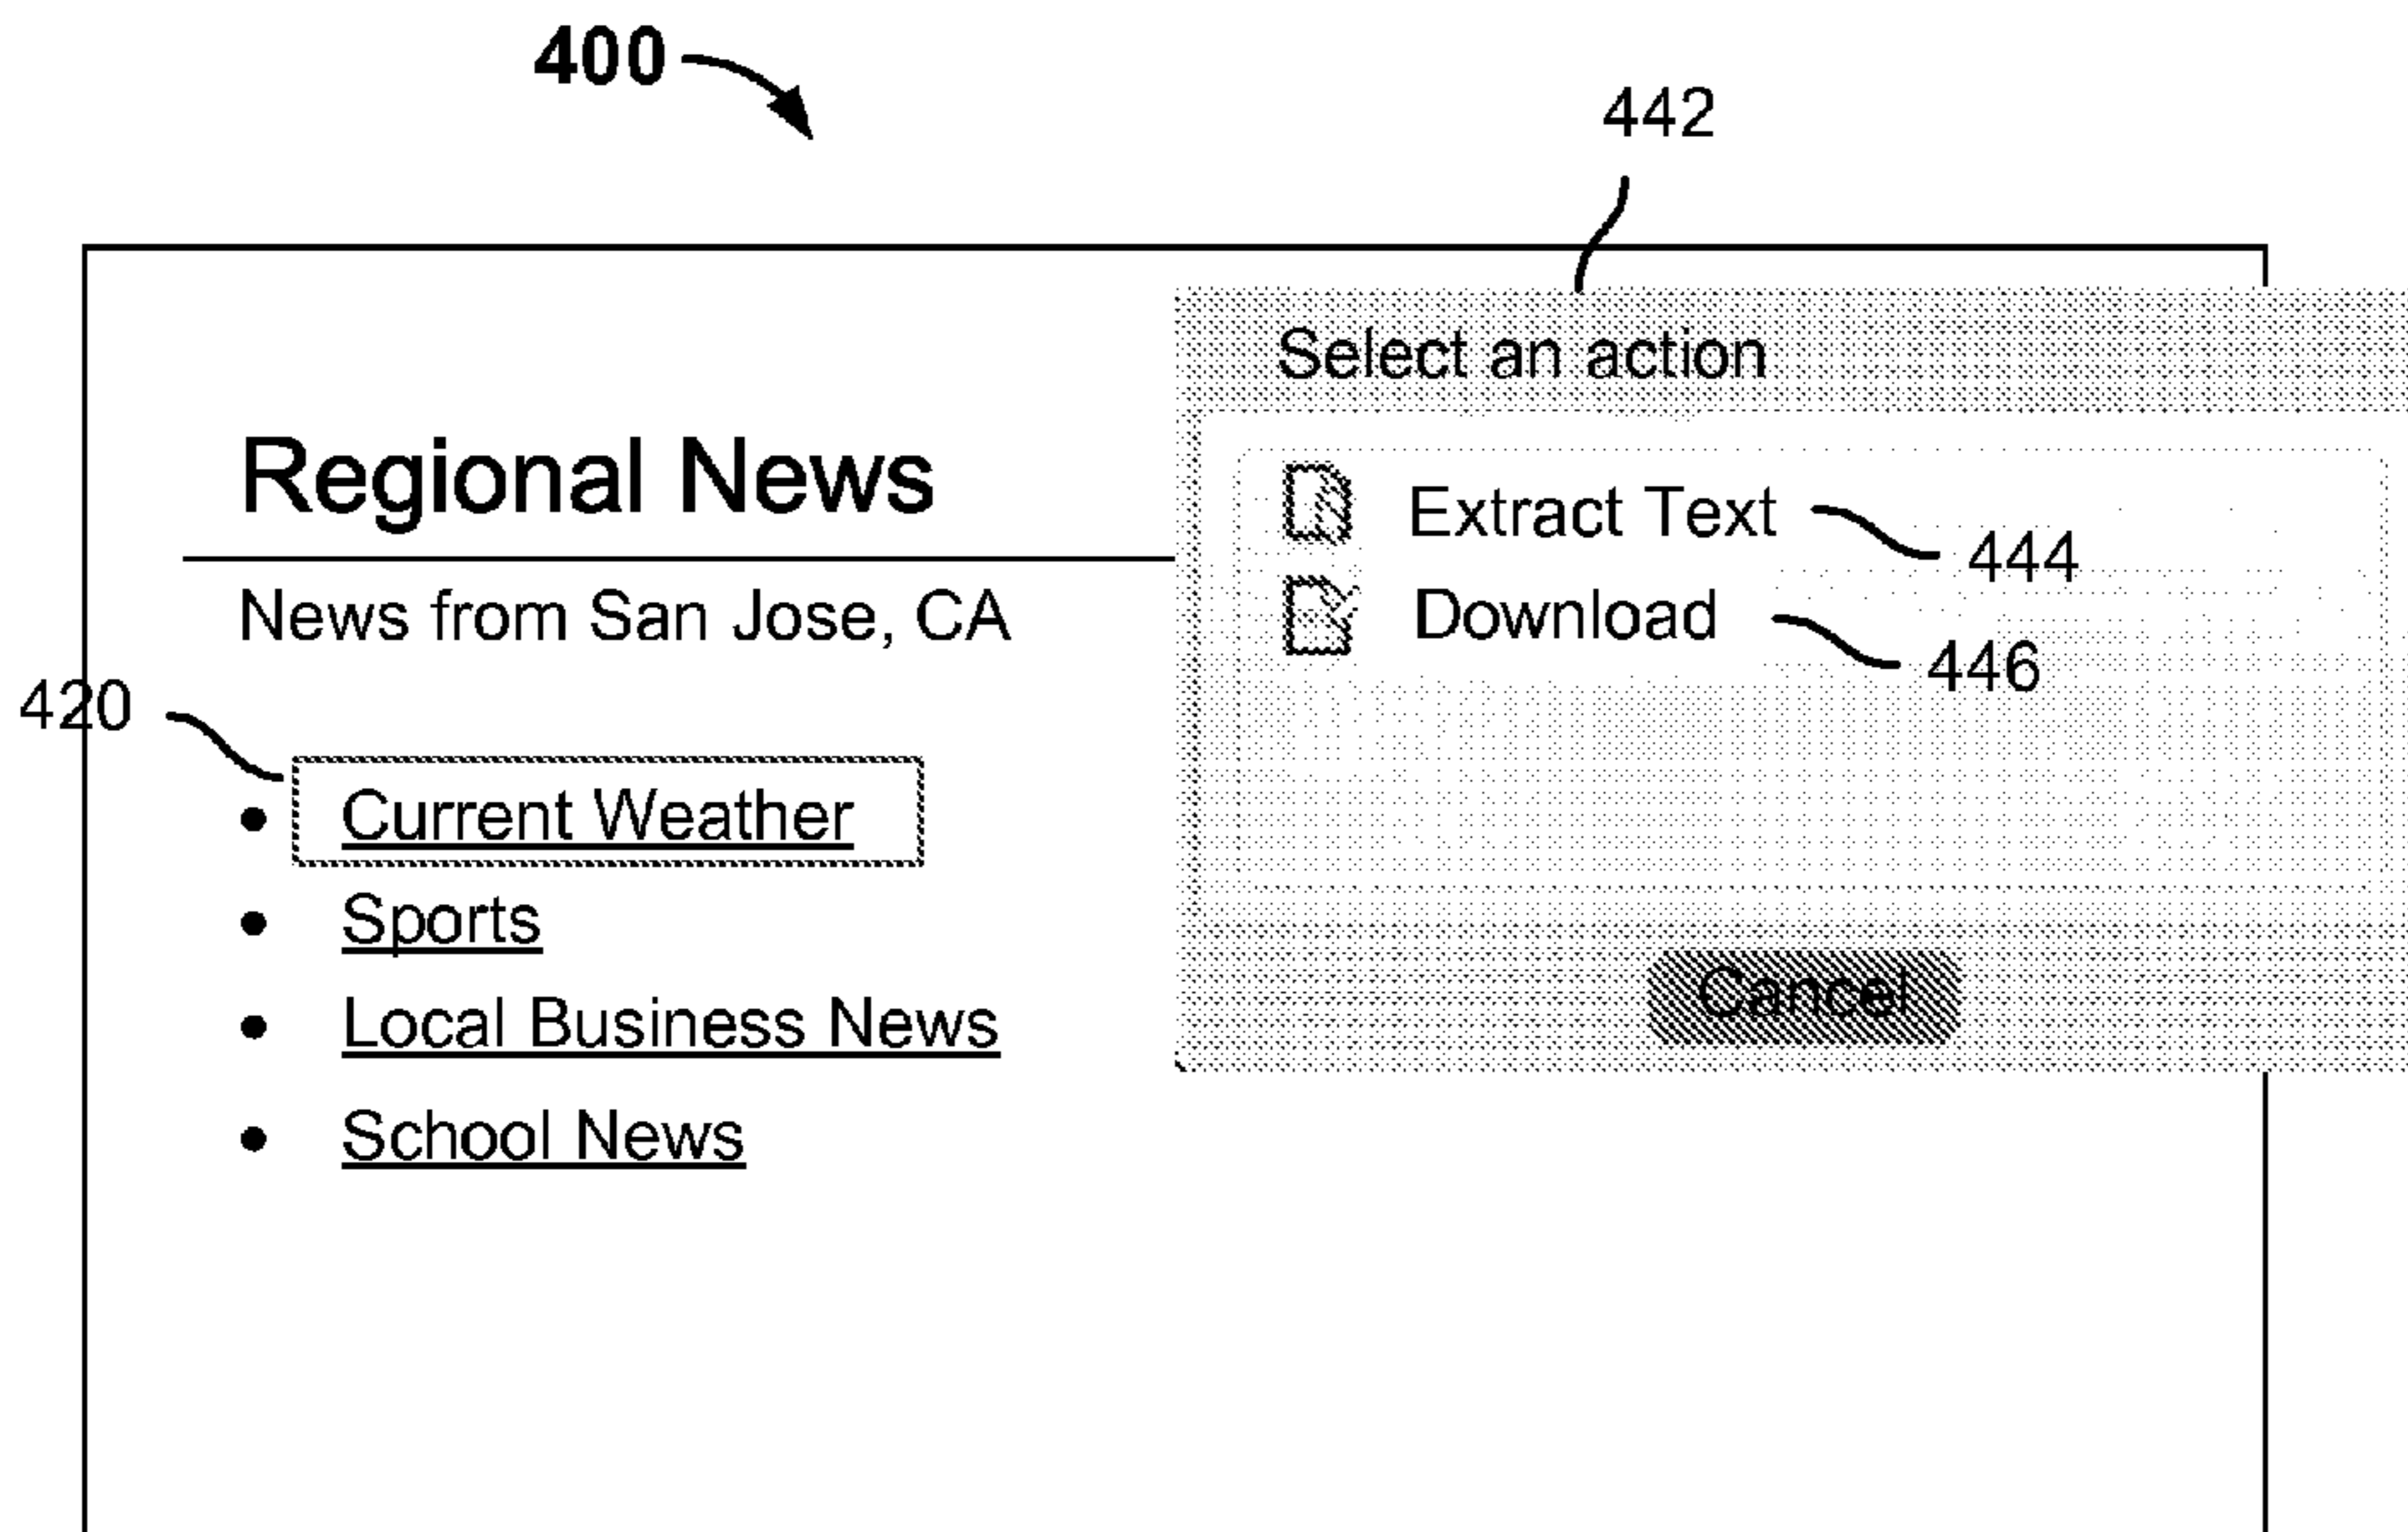 400
442
Select an action
Regional News
Extract Text
444
News from San Jose, CA
Download
446
420
• Current Weather
• Sports
Cancel
• Local Business News
• School News